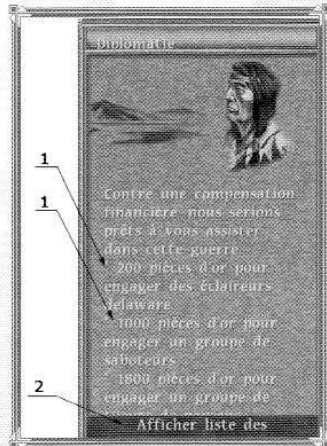 Diplomatie
Contre une compensation
financière nous serions
prêts à vous assister
dans cette guerre
1
1
200 pièces d'or pour
engager des éclaireurs
Delaware
1000 pièces d'or pour
engager un groupe de
saboteurs
1800 pièces d'or pour
engager un groupe de
2
Afficher liste des